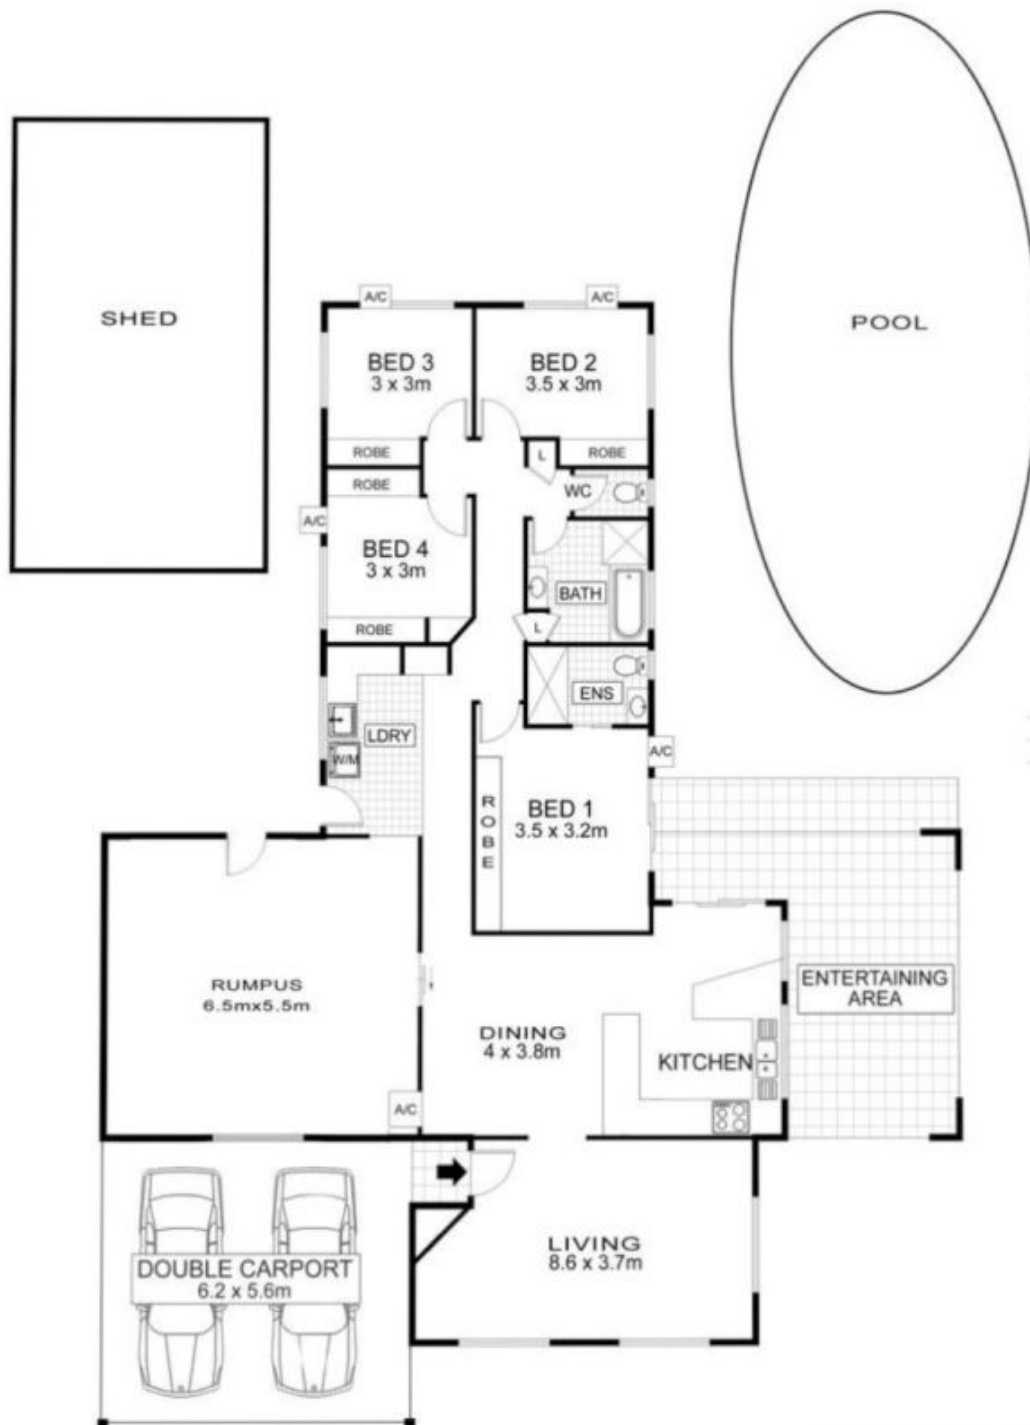 SHED
POOL
A/C
A/C
BED 3
3 x 3m
BED 2
3.5 x 3m
ROBE
L
ROBE
ROBE
WC
A/C
BED 4
3 x 3m
BATH
ROBE
L
ENS
LDRY
W/M
A/C
ROBE
BED 1
3.5 x 3.2m
RUMPUS
6.5mx5.5m
ENTERTAINING
AREA
DINING
4 x 3.8m
KITCHEN
A/C
LIVING
8.6 x 3.7m
DOUBLE CARPORT
6.2 x 5.6m